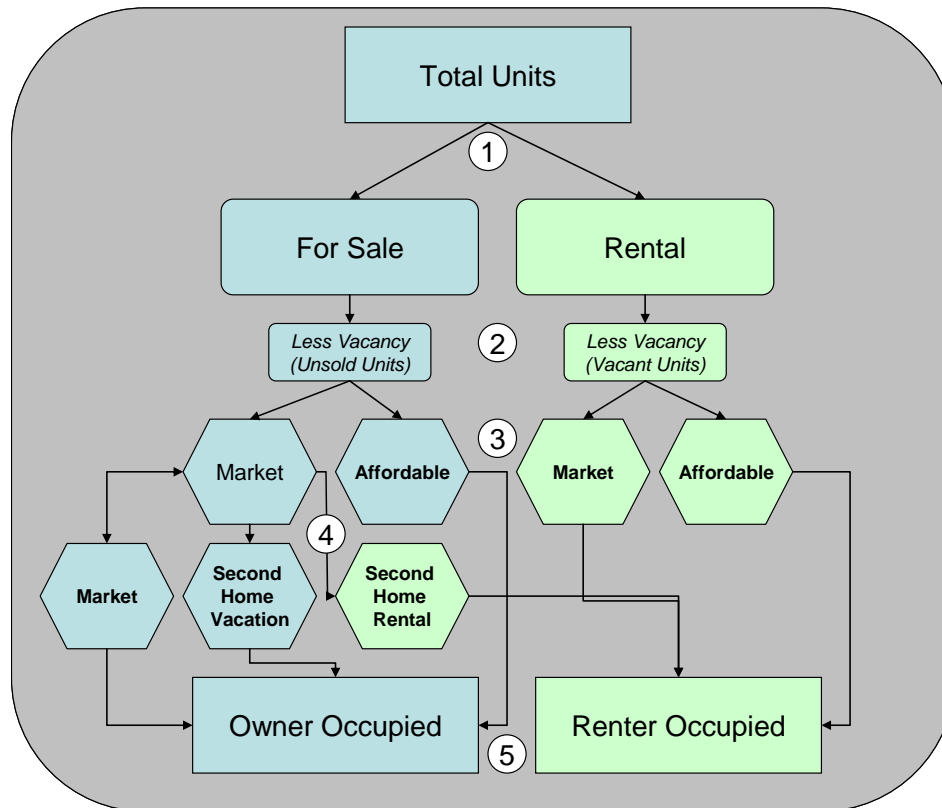 Total Units
1
For Sale
Rental
Less Vacancy
(Unsold Units)
2
Less Vacancy
(Vacant Units)
3
Market
Affordable
Market
Affordable
4
Market
Second
Home
Vacation
Second
Home
Rental
Owner Occupied
5
Renter Occupied